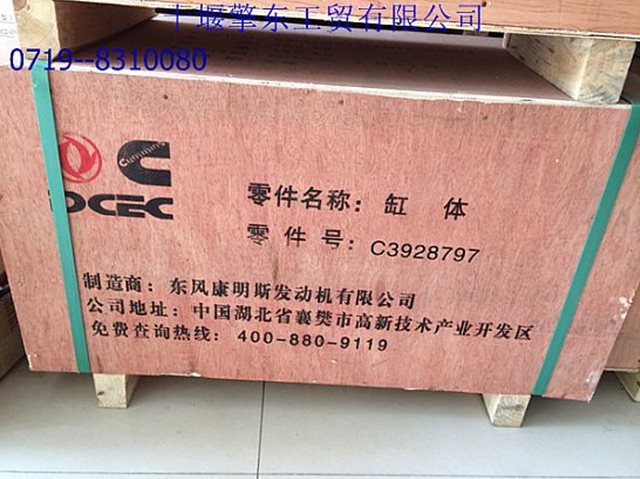 十堰擎东工贸有限公司
0719--8310080
Cummins
DCEC
零件名称：缸 体
零 件 号：C3928797
制造商：东风康明斯发动机有限公司
公司地址：中国湖北省襄樊市高新技术产业开发区
免费查询热线：400-880-9119